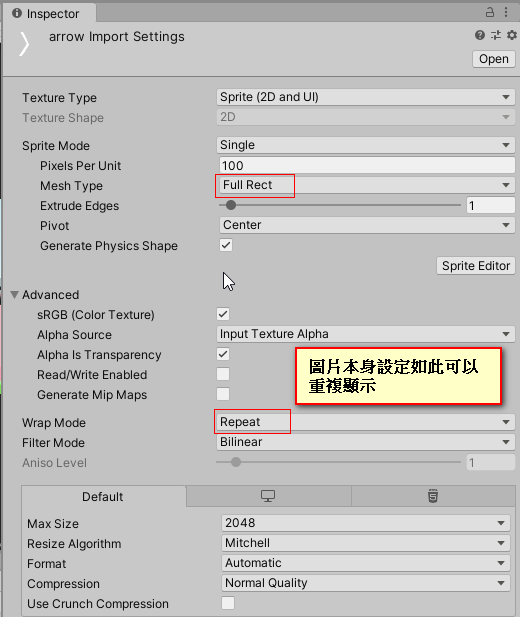 Inspector
arrow Import Settings
Open
Texture Type Sprite (2D and UI)
Texture Shape 2D
Sprite Mode Single
Pixels Per Unit 100
Mesh Type Full Rect
Extrude Edges 1
Pivot Center
Generate Physics Shape
Sprite Editor
Advanced
sRGB (Color Texture)
Alpha Source Input Texture Alpha
Alpha Is Transparency
Read/Write Enabled
Generate Mip Maps
圖片本身設定如此可以
重複顯示
Wrap Mode Repeat
Filter Mode Bilinear
Aniso Level 1
Default
Max Size 2048
Resize Algorithm Mitchell
Format Automatic
Compression Normal Quality
Use Crunch Compression